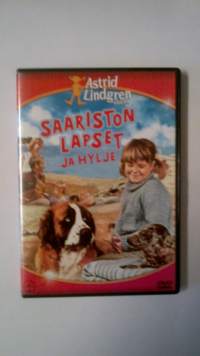 Astrid
Lindgren
SAARISTON
LAPSET
JA HYLJE